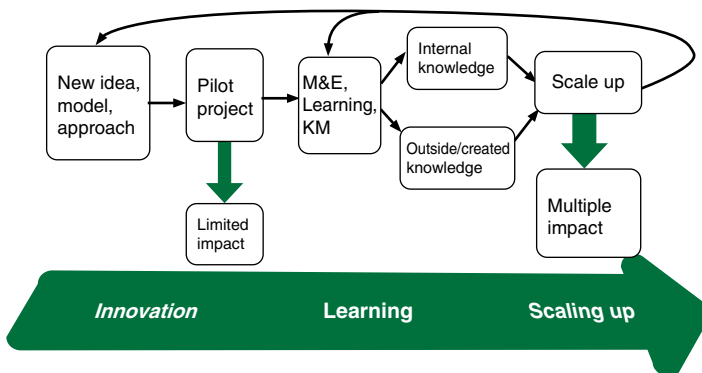 New idea,
model,
approach
Pilot
project
M&E,
Learning,
KM
Internal
knowledge
Outside/created
knowledge
Scale up
Limited
impact
Multiple
impact
Innovation
Learning
Scaling up